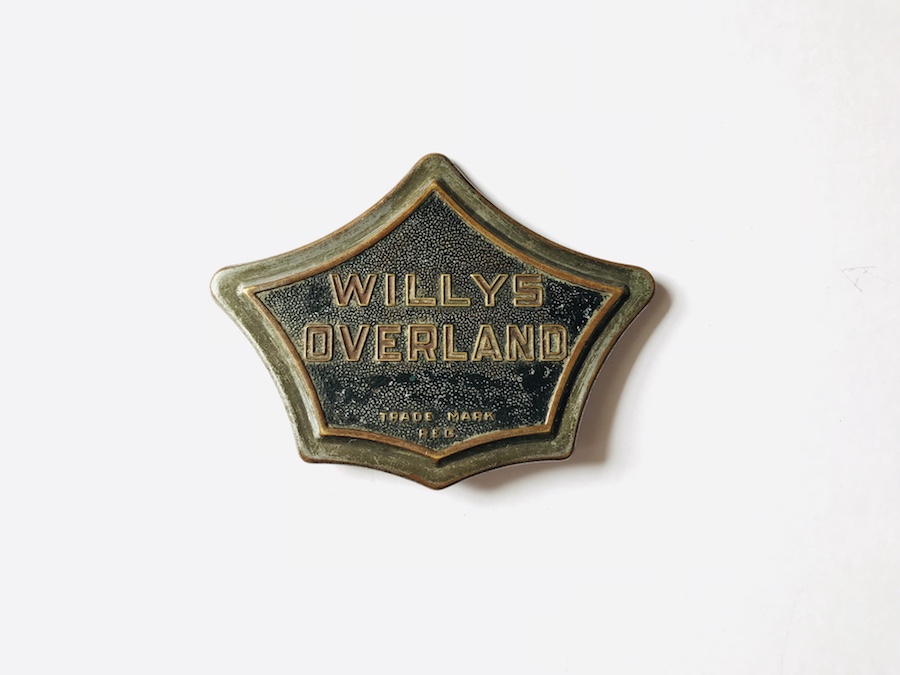 WILLYS
OVERLAND
TRADE MARK
REG.